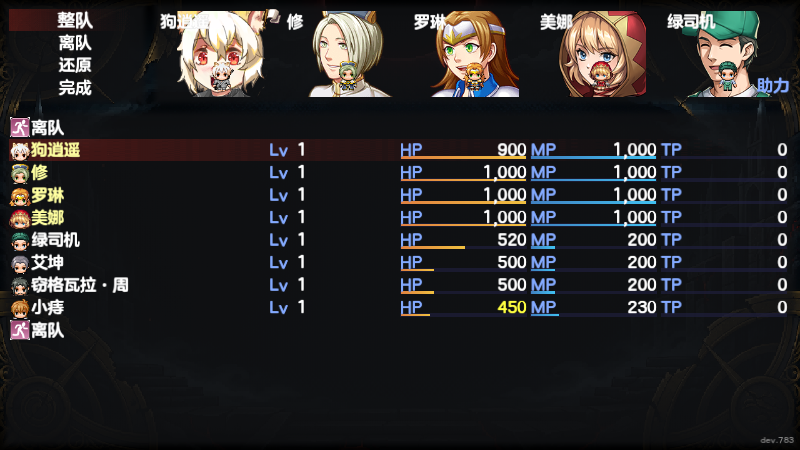 整队 狗逍遥 修 罗琳 美娜 绿司机
离队
还原
完成 助力
离队
狗逍遥 Lv 1 HP 900 MP 1,000 TP 0
修 Lv 1 HP 1,000 MP 1,000 TP 0
罗琳 Lv 1 HP 1,000 MP 1,000 TP 0
美娜 Lv 1 HP 1,000 MP 1,000 TP 0
绿司机 Lv 1 HP 520 MP 200 TP 0
艾坤 Lv 1 HP 500 MP 200 TP 0
窃格瓦拉·周 Lv 1 HP 500 MP 200 TP 0
小痔 Lv 1 HP 450 MP 230 TP 0
离队
dev.783